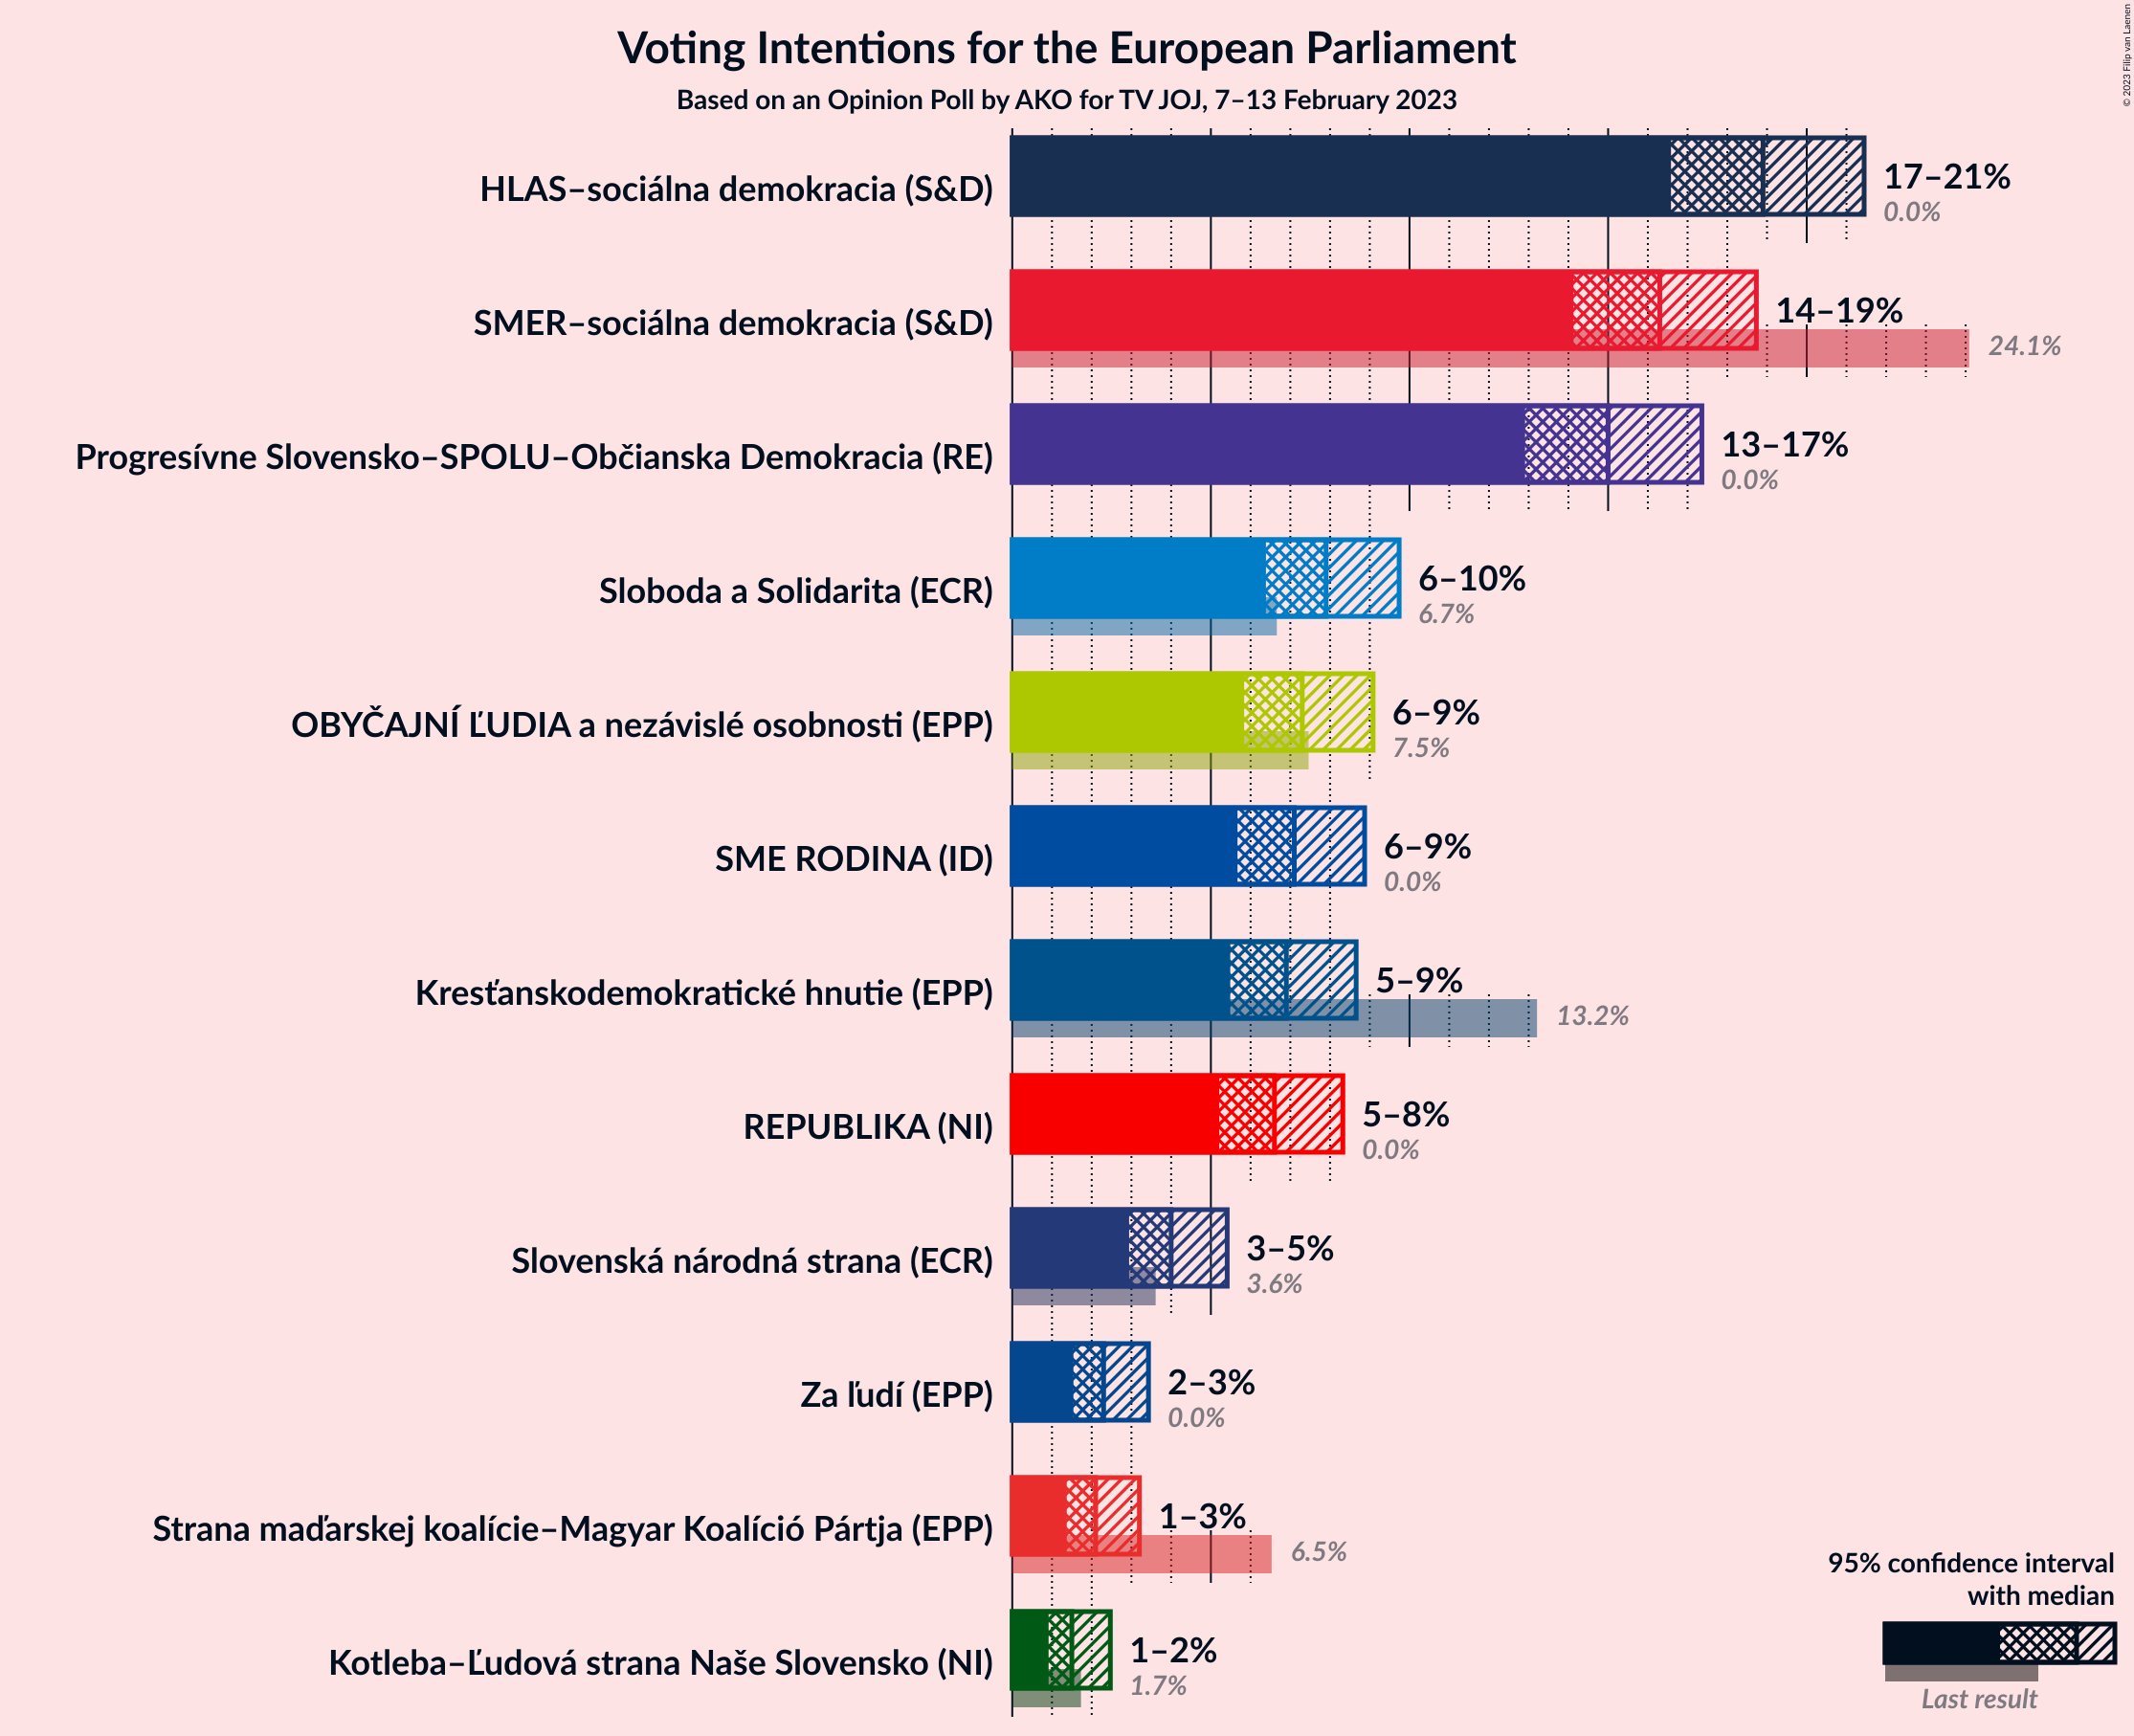 Voting Intentions for the European Parliament
Based on an Opinion Poll by AKO for TV JOJ, 7–13 February 2023
© 2023 Filip van Laenen
HLAS–sociálna demokracia (S&D)
17–21%
0.0%
SMER–sociálna demokracia (S&D)
14–19%
24.1%
Progresívne Slovensko–SPOLU–Občianska Demokracia (RE)
13–17%
0.0%
Sloboda a Solidarita (ECR)
6–10%
6.7%
OBYČAJNÍ ĽUDIA a nezávislé osobnosti (EPP)
6–9%
7.5%
SME RODINA (ID)
6–9%
0.0%
Kresťanskodemokratické hnutie (EPP)
5–9%
13.2%
REPUBLIKA (NI)
5–8%
0.0%
Slovenská národná strana (ECR)
3–5%
3.6%
Za ľudí (EPP)
2–3%
0.0%
Strana maďarskej koalície–Magyar Koalíció Pártja (EPP)
1–3%
6.5%
Kotleba–Ľudová strana Naše Slovensko (NI)
1–2%
1.7%
95% confidence interval
with median
Last result